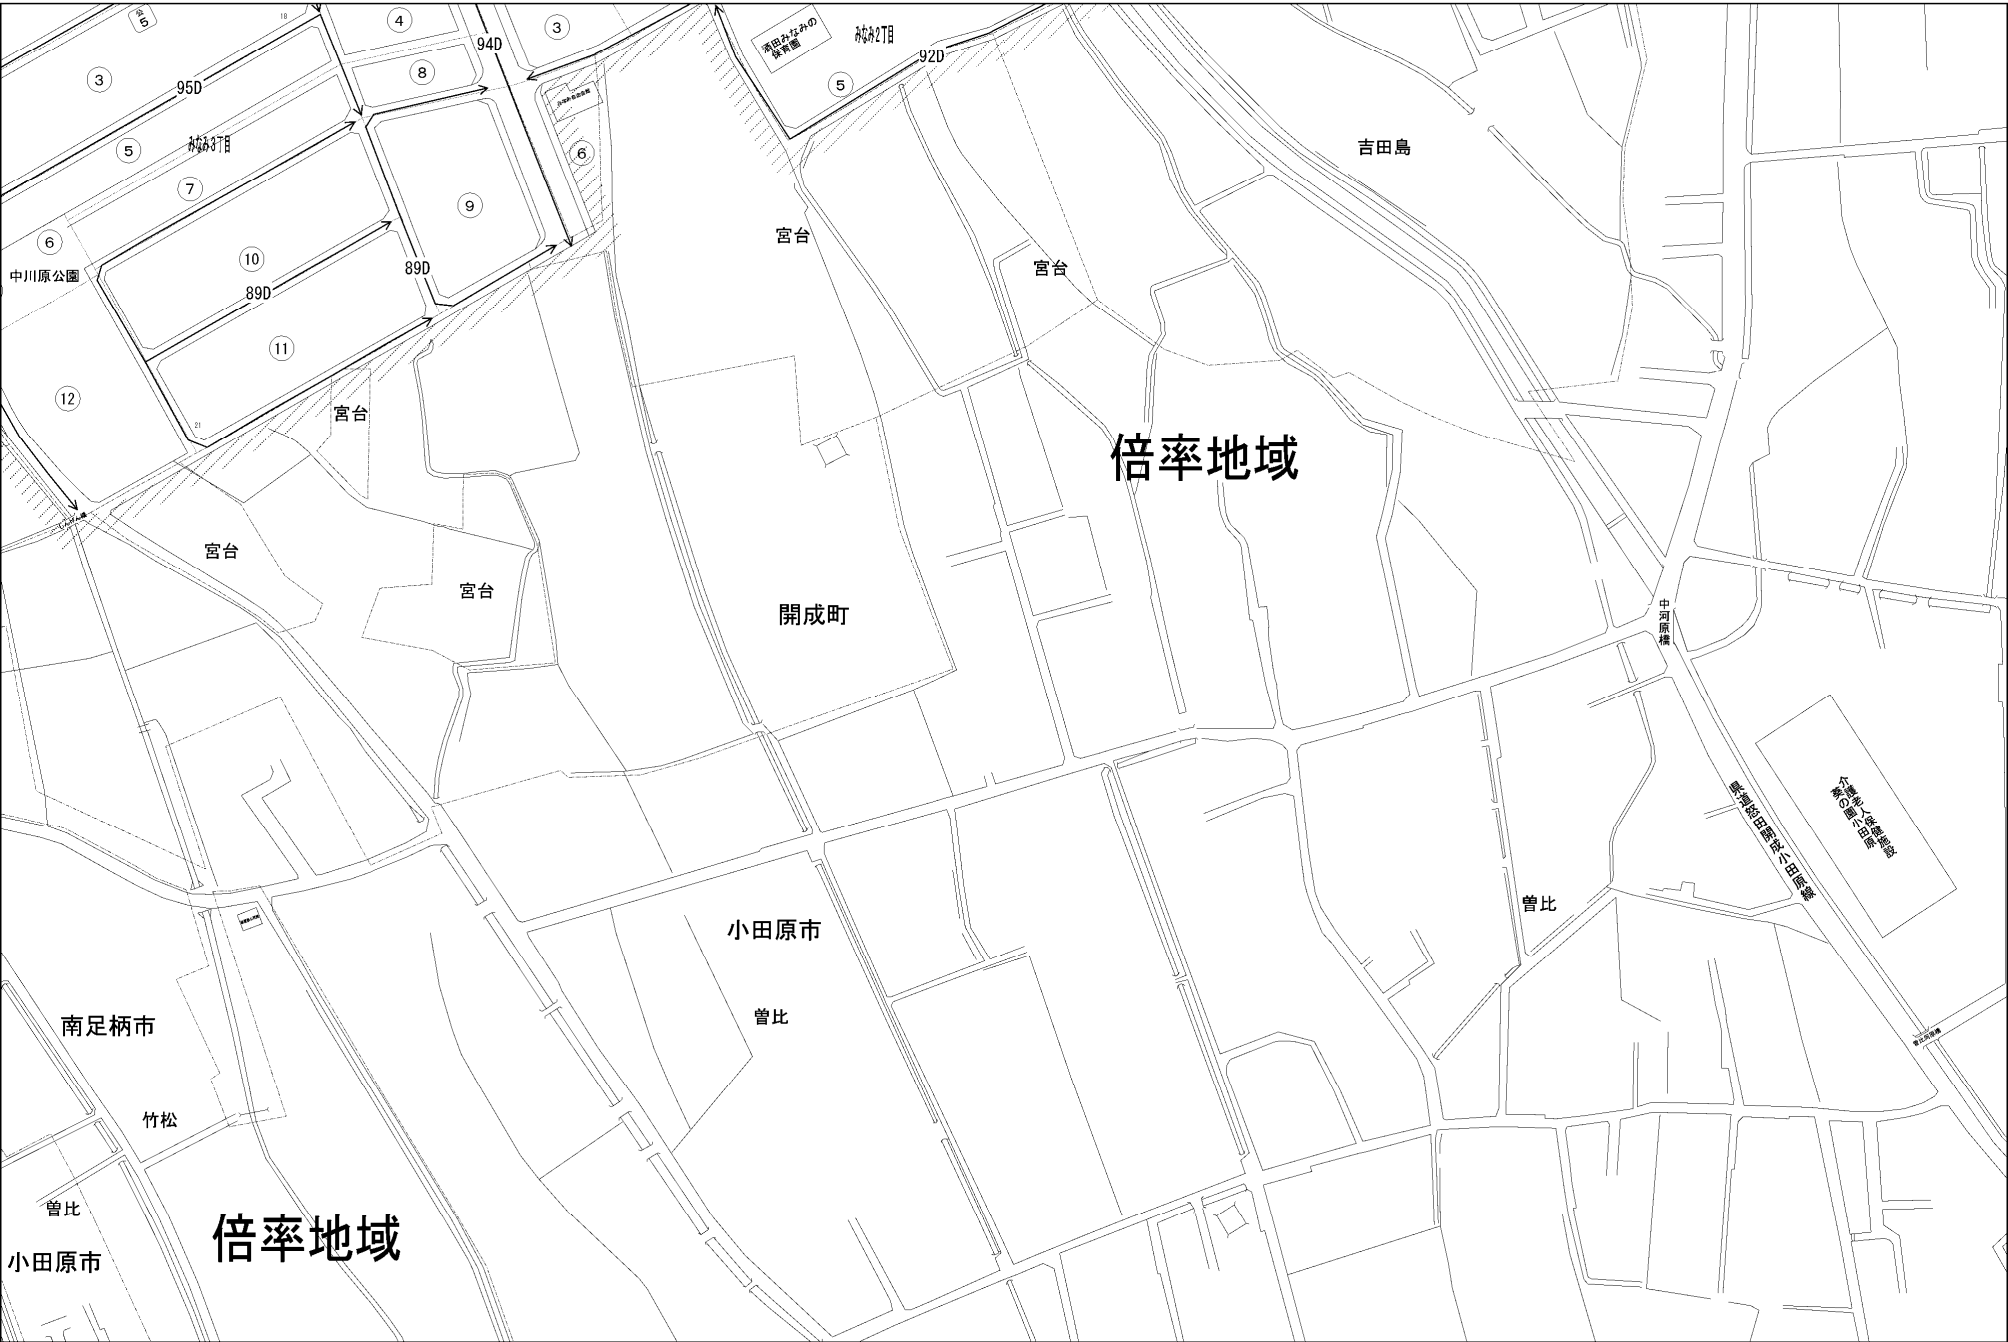 公
5
18
④
③
94D
酒田みなみの
保育園
みなみ2丁目
92D
③
95D
⑧
⑤
⑤
みなみ3丁目
⑥
⑦
⑨
吉田島
⑥
中川原公園
⑩
89D
宮台
宮台
89D
⑪
⑫
21
宮台
倍率地域
宮台
宮台
開成町
中河原橋
県道怒田開成小田原線
介護老人保健施設
葵の園小田原
曽比
小田原市
曽比
南足柄市
竹松
曽比
倍率地域
小田原市